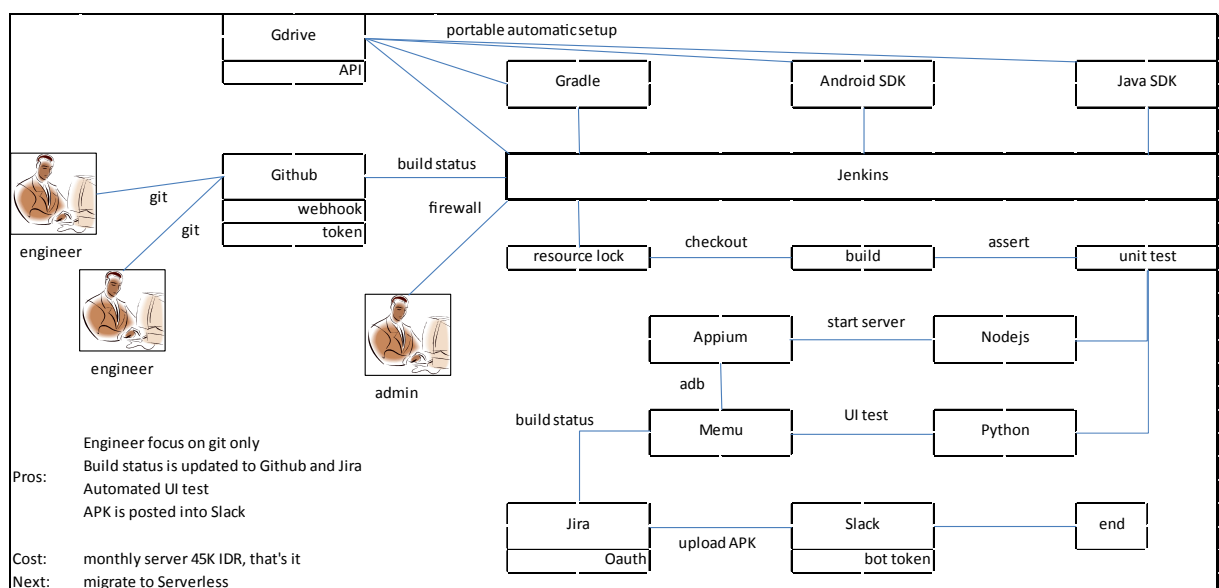 Gdrive
portable automatic setup
API
Gradle
Android SDK
Java SDK
build status
Github
Jenkins
git
webhook
firewall
token
git
engineer
resource lock
checkout
build
assert
unit test
start server
Appium
Nodejs
engineer
admin
adb
build status
UI test
Memu
Python
Engineer focus on git only
Build status is updated to Github and Jira
Pros:
Automated UI test
APK is posted into Slack
Jira
Slack
end
upload APK
Oauth
bot token
Cost: monthly server 45K IDR, that's it
Next: migrate to Serverless